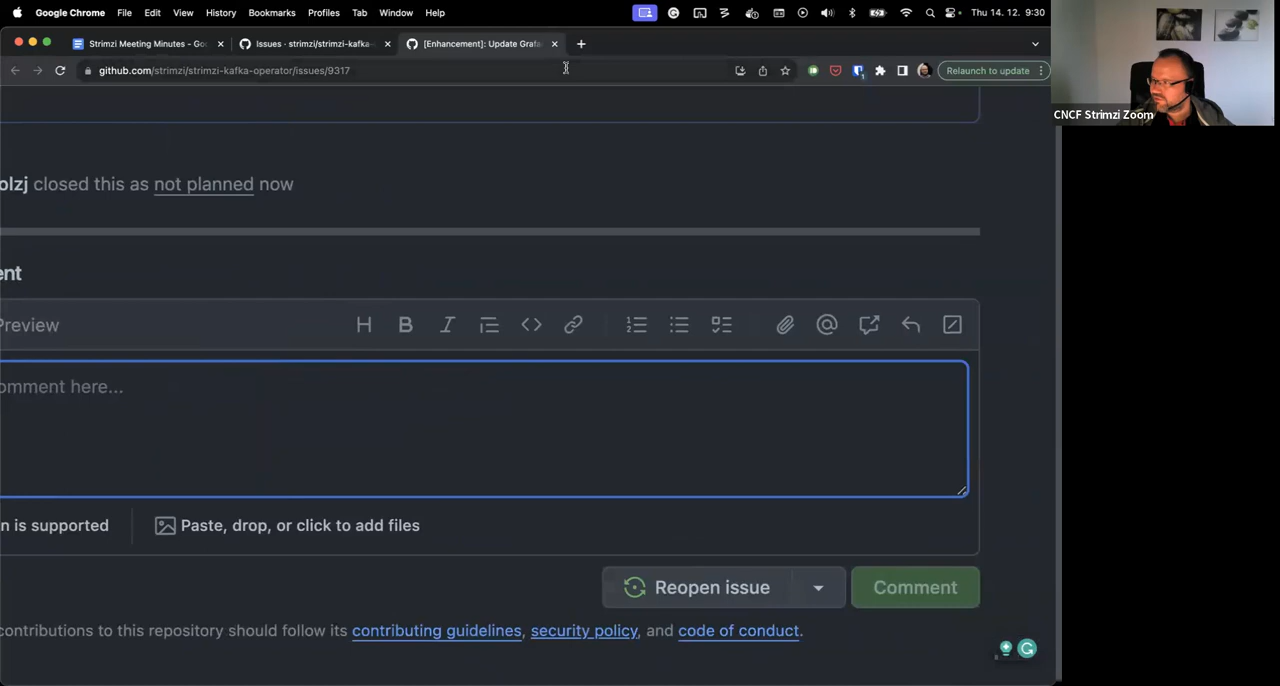 Google Chrome File Edit View History Bookmarks Profiles Tab Window Help Thu 14. 12. 9:30
Strimzi Meeting Minutes - Goo
Issues · strimzi/strimzi-kafka-
[Enhancement]: Update Grafa
github.com/strimzi/strimzi-kafka-operator/issues/9317
Relaunch to update
CNCF Strimzi Zoom
olzj closed this as not planned now
ent
Preview
omment here...
n is supported
Paste, drop, or click to add files
Reopen issue
Comment
contributions to this repository should follow its contributing guidelines, security policy, and code of conduct.